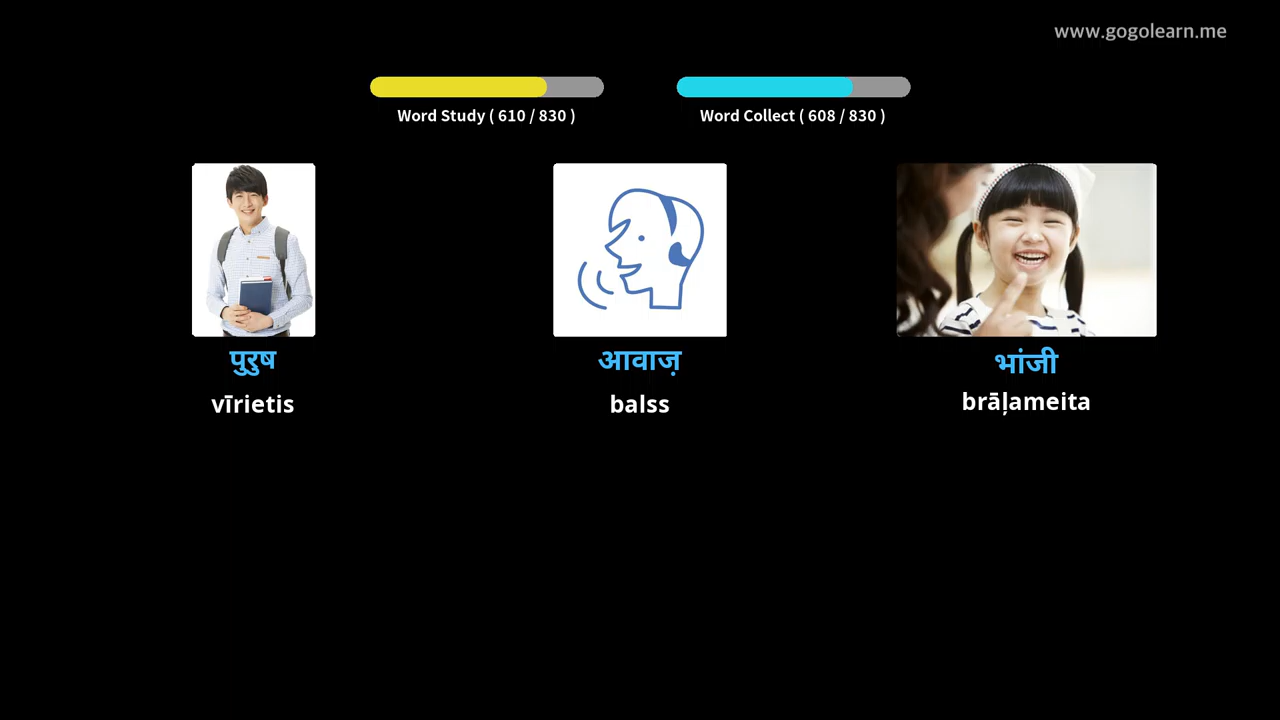 www.gogolearn.me
Word Study ( 610 / 830 )
Word Collect ( 608 / 830 )
पुरुष
आवाज़
भांजी
vīrietis
balss
brāļameita